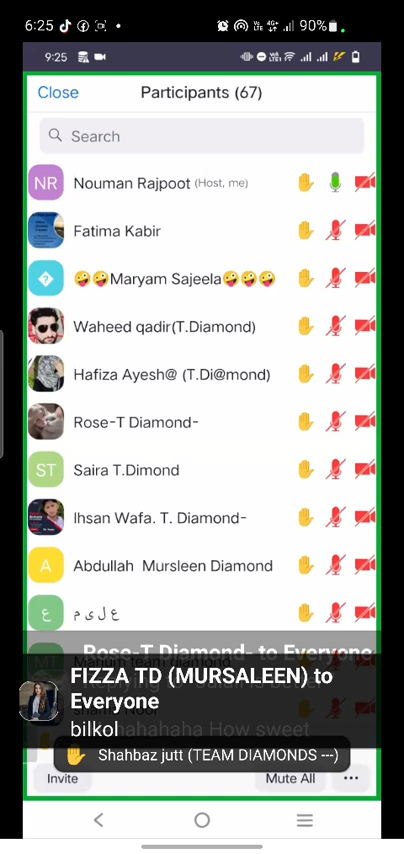 6:25
90%
9:25
Close Participants (67)
Search
NR Nouman Rajpoot (Host, me)
Fatima Kabir
🤪🤪Maryam Sajeela🤪🤪🤪
Waheed qadir(T.Diamond)
Hafiza Ayesh@ (T.Di@mond)
Rose-T Diamond-
ST Saira T.Dimond
Ihsan Wafa. T. Diamond-
A Abdullah Mursleen Diamond
ع ع ل ی م
Rose-T Diamond- to Everyone
FIZZA TD (MURSALEEN) to
Everyone
bilkol
hahahaha How sweet
Shahbaz jutt (TEAM DIAMONDS ---)
Invite Mute All